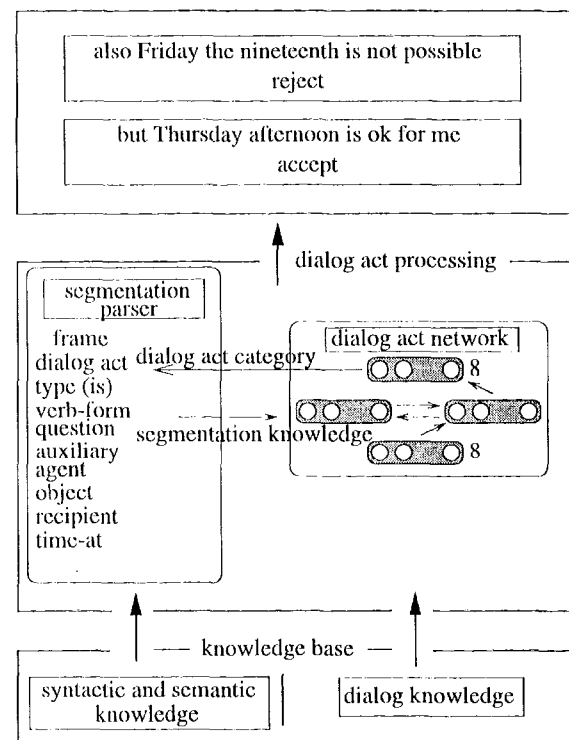 also Friday the nineteenth is not possible
reject
but Thursday afternoon is ok for me
accept
dialog act processing
segmentation
parser
frame
dialog act
type (is)
verb-form
question
auxiliary
agent
object
recipient
time-at
dialog act category
segmentation knowledge
dialog act network
8
8
knowledge base
syntactic and semantic
knowledge
dialog knowledge